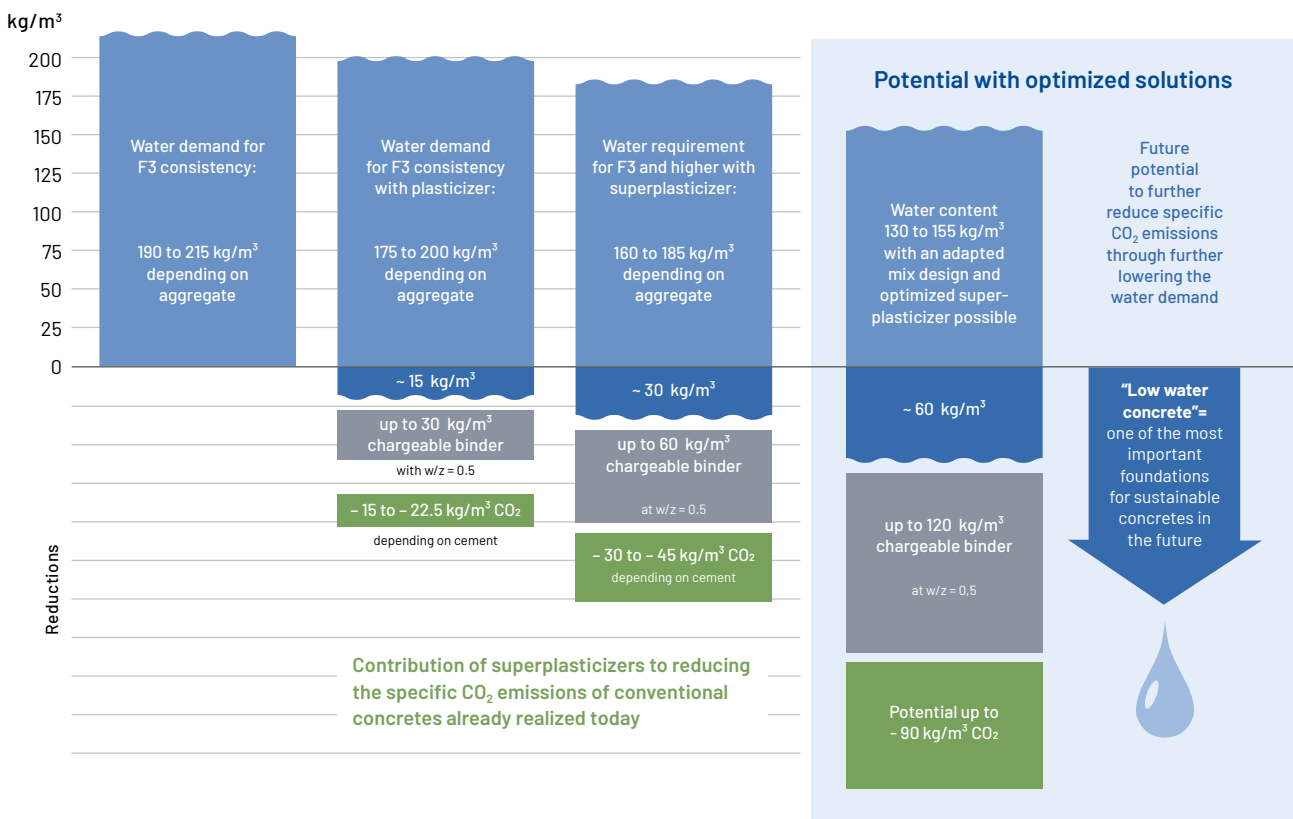 kg/m³
200
175
150
125
100
75
50
25
0
Reductions
Water demand for
F3 consistency:
190 to 215 kg/m³
depending on
aggregate
Water demand
for F3 consistency
with plasticizer:
175 to 200 kg/m³
depending on
aggregate
~ 15 kg/m³
up to 30 kg/m³
chargeable binder
with w/z = 0.5
– 15 to – 22.5 kg/m³ CO₂
depending on cement
Water requirement
for F3 and higher with
superplasticizer:
160 to 185 kg/m³
depending on
aggregate
~ 30 kg/m³
up to 60 kg/m³
chargeable binder
at w/z = 0.5
– 30 to – 45 kg/m³ CO₂
depending on cement
Contribution of superplasticizers to reducing
the specific CO₂ emissions of conventional
concretes already realized today
Potential with optimized solutions
Water content
130 to 155 kg/m³
with an adapted
mix design and
optimized super-
plasticizer possible
~ 60 kg/m³
up to 120 kg/m³
chargeable binder
at w/z = 0,5
Potential up to
- 90 kg/m³ CO₂
Future
potential
to further
reduce specific
CO₂ emissions
through further
lowering the
water demand
“Low water
concrete”=
one of the most
important
foundations
for sustainable
concretes in
the future